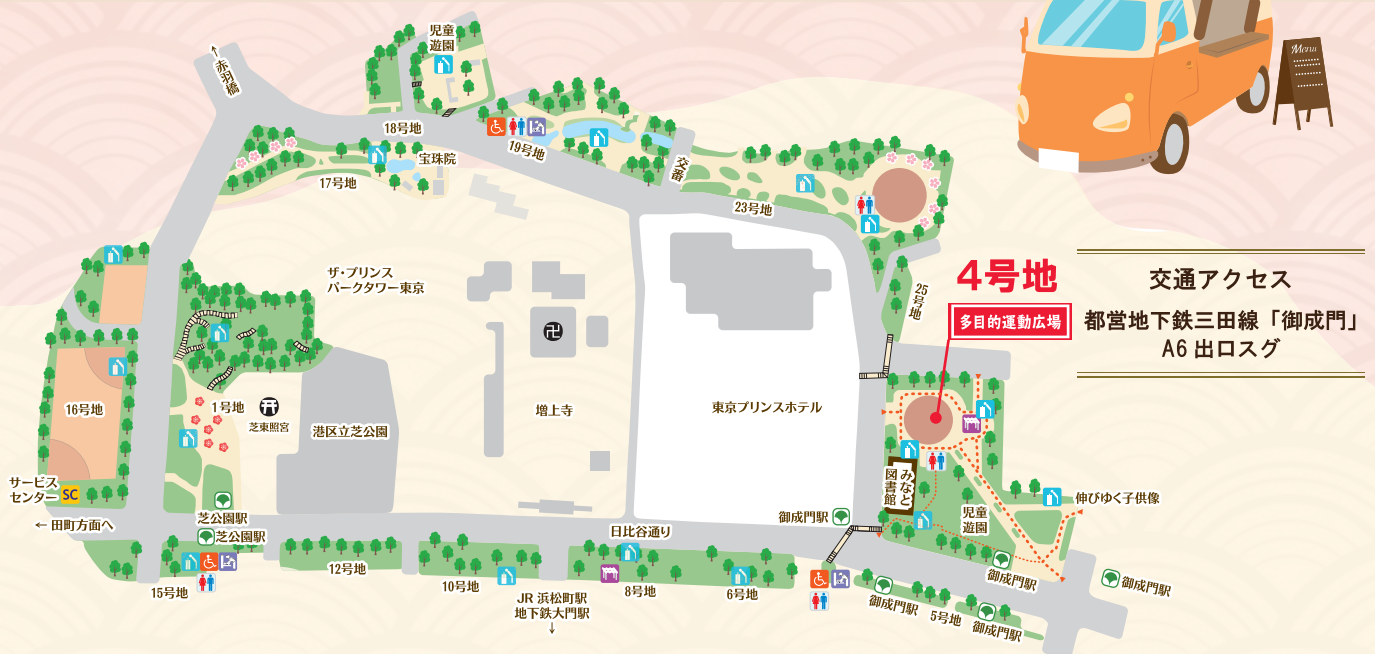 児童
遊園
Menu
↑
赤羽橋
18号地
19号地
宝珠院
17号地
交番
23号地
ザ・プリンス
パークタワー東京
25号地
4号地
多目的運動広場
交通アクセス
都営地下鉄三田線「御成門」
A6 出口スグ
卍
16号地
1号地
芝東照宮
港区立芝公園
増上寺
東京プリンスホテル
みなと
図書館
サービス
センター
SC
← 田町方面へ
芝公園駅
芝公園駅
日比谷通り
御成門駅
児童
遊園
伸びゆく子供像
御成門駅
御成門駅
15号地
12号地
10号地
8号地
6号地
御成門駅
5号地
御成門駅
JR 浜松町駅
地下鉄大門駅
↓